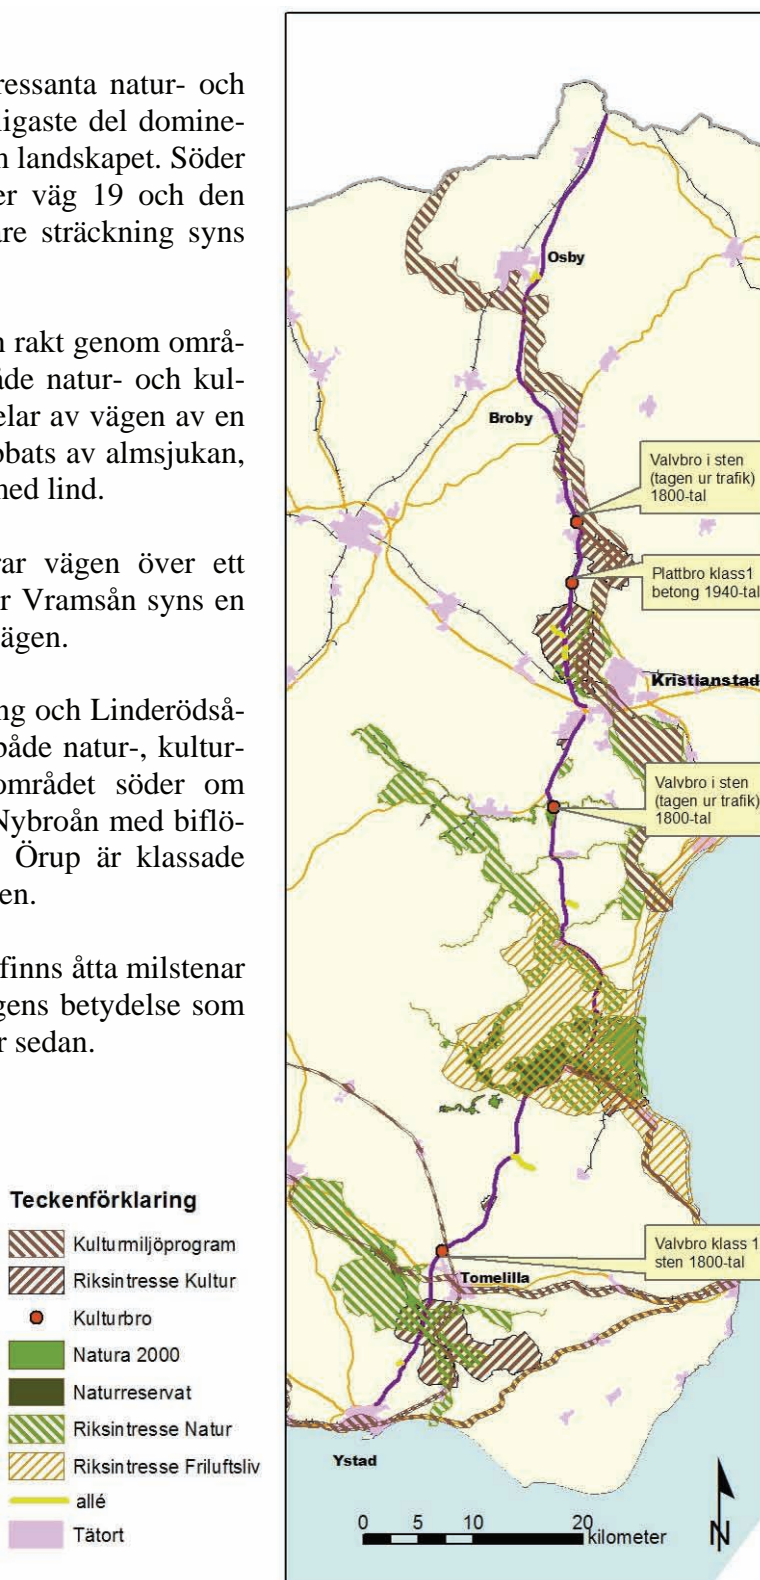 ressanta natur- och
ligaste del domine-
n landskapet. Söder
er väg 19 och den
are sträckning syns
n rakt genom områ-
åde natur- och kul-
elar av vägen av en
bbats av almsjukan,
med lind.
rar vägen över ett
r Vramsån syns en
vägen.
ng och Linderödså-
både natur-, kultur-
området söder om
Nybroån med biflö-
Örup är klassade
en.
finns åtta milstenar
gens betydelse som
r sedan.
Osby
Broby
Valvbro i sten
(tagen ur trafik)
1800-tal
Plattbro klass1
betong 1940-tal
Kristianstad
Valvbro i sten
(tagen ur trafik)
1800-tal
Valvbro klass 1
sten 1800-tal
Tomelilla
Ystad
0 5 10 20
kilometer
N
Teckenförklaring
Kulturmiljöprogram
Riksintresse Kultur
Kulturbro
Natura 2000
Naturreservat
Riksintresse Natur
Riksintresse Friluftsliv
allé
Tätort